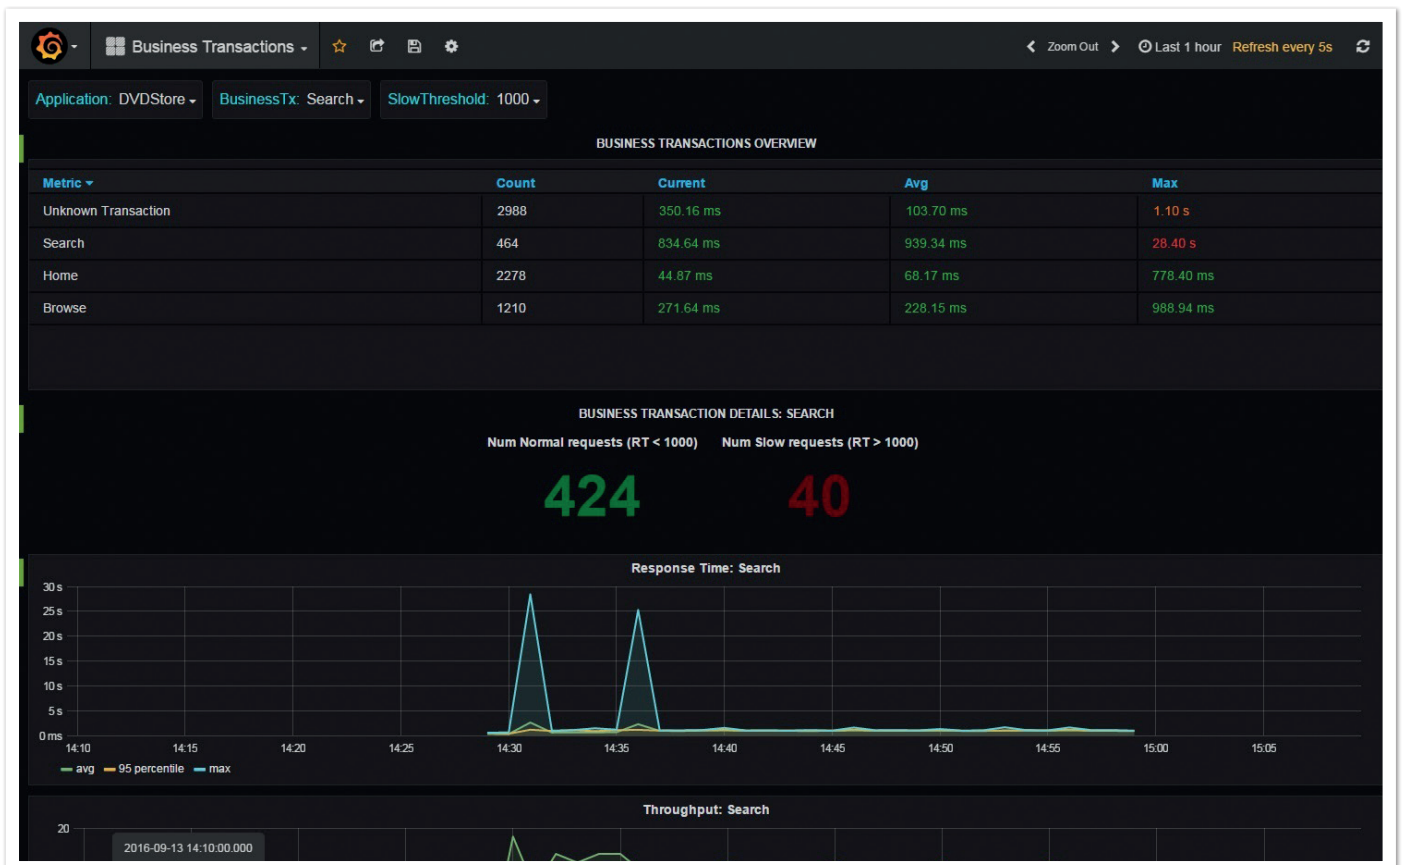 Business Transactions
Zoom Out
Last 1 hour Refresh every 5s
Application: DVDStore
BusinessTx: Search
SlowThreshold: 1000
BUSINESS TRANSACTIONS OVERVIEW
Metric Count Current Avg Max
Unknown Transaction 2988 350.16 ms 103.70 ms 1.10 s
Search 464 834.64 ms 939.34 ms 28.40 s
Home 2278 44.87 ms 68.17 ms 778.40 ms
Browse 1210 271.64 ms 228.15 ms 988.94 ms
BUSINESS TRANSACTION DETAILS: SEARCH
Num Normal requests (RT < 1000) Num Slow requests (RT > 1000)
424 40
Response Time: Search
30 s
25 s
20 s
15 s
10 s
5 s
0 ms
14:10 14:15 14:20 14:25 14:30 14:35 14:40 14:45 14:50 14:55 15:00 15:05
avg 95 percentile max
Throughput: Search
20
2016-09-13 14:10:00.000